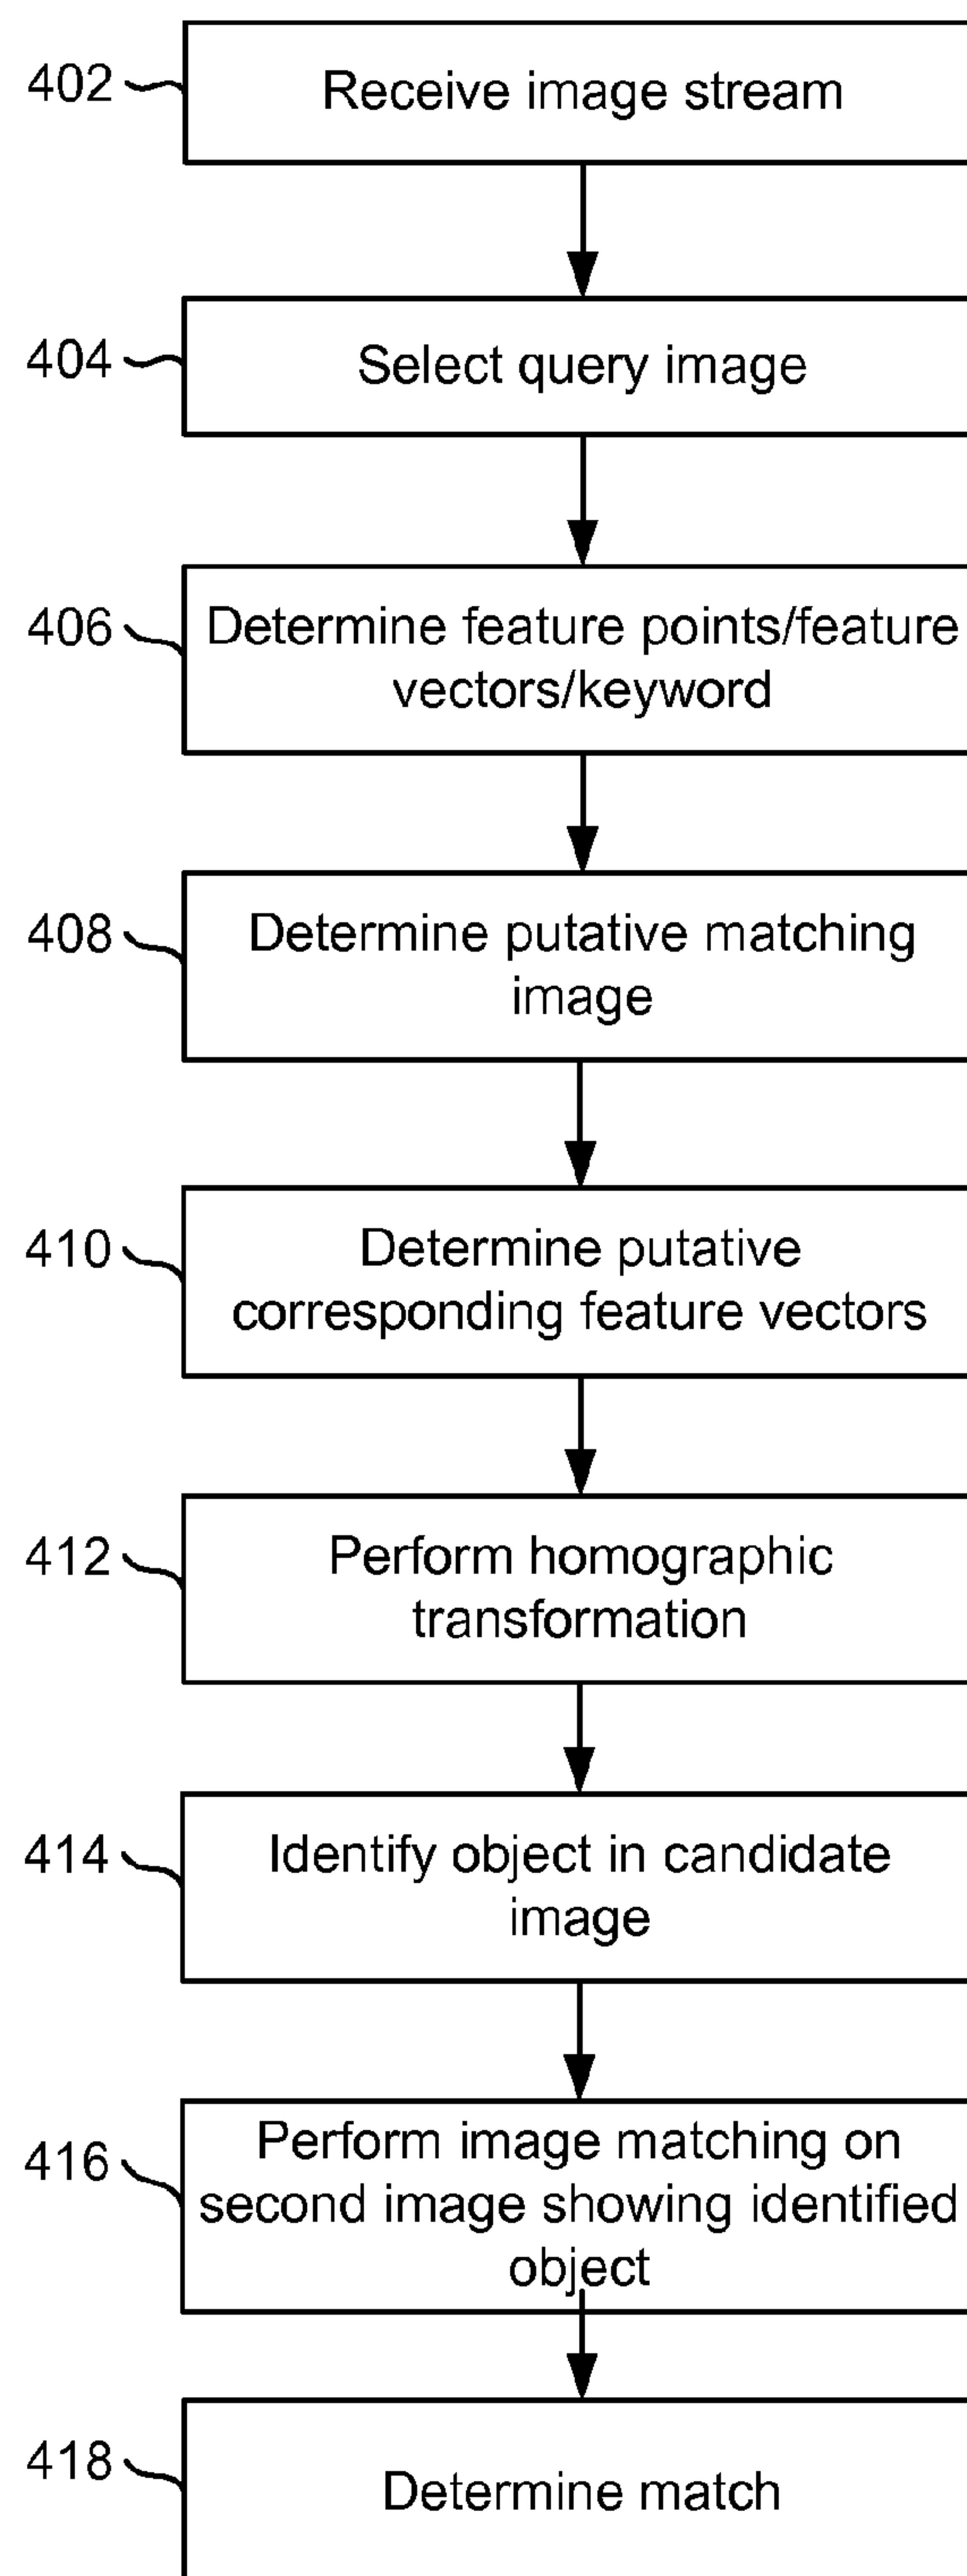 402
Receive image stream
404
Select query image
406
Determine feature points/feature
vectors/keyword
408
Determine putative matching
image
410
Determine putative
corresponding feature vectors
412
Perform homographic
transformation
414
Identify object in candidate
image
416
Perform image matching on
second image showing identified
object
418
Determine match